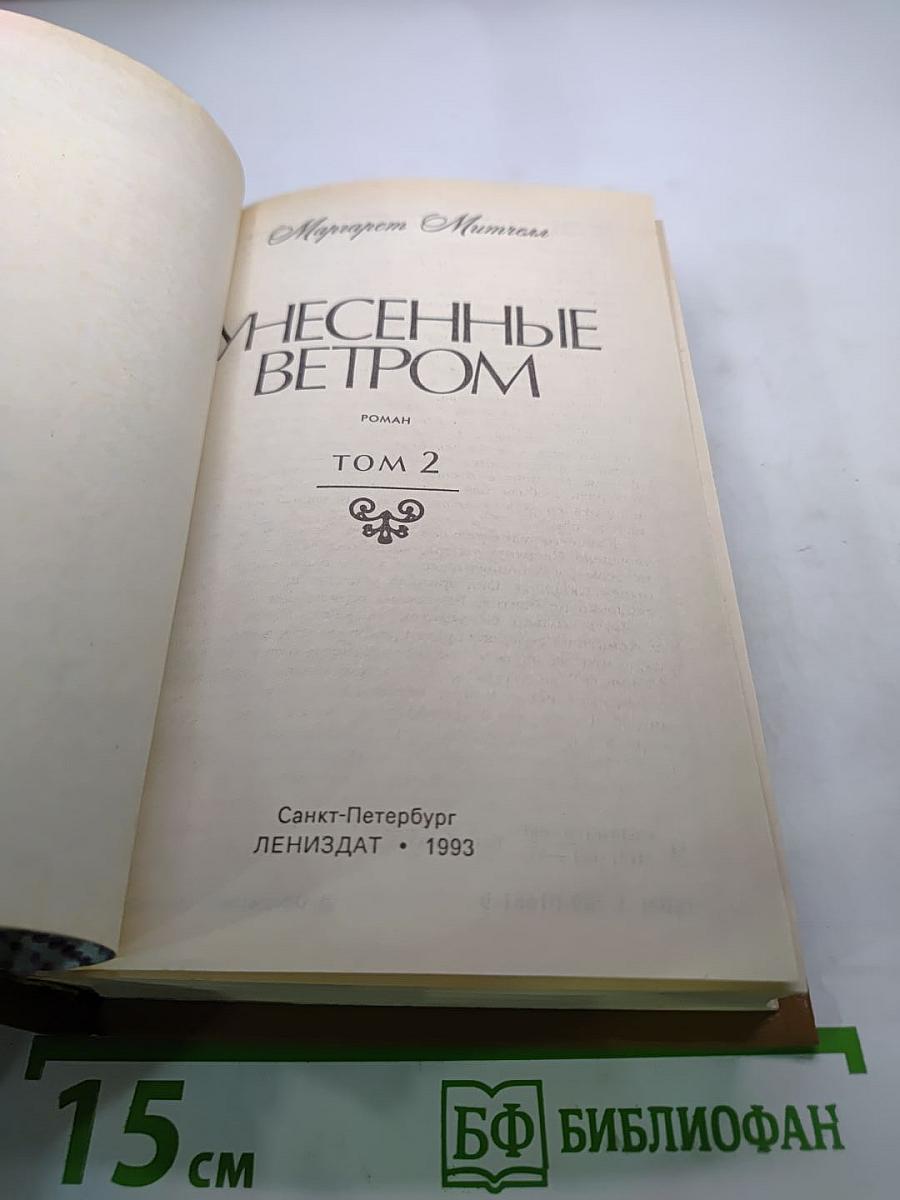 Маргарет Митчелл
УНЕСЕННЫЕ
ВЕТРОМ
РОМАН
ТОМ 2
Санкт-Петербург
ЛЕНИЗДАТ • 1993
15 см
БФ БИБЛИОФАН